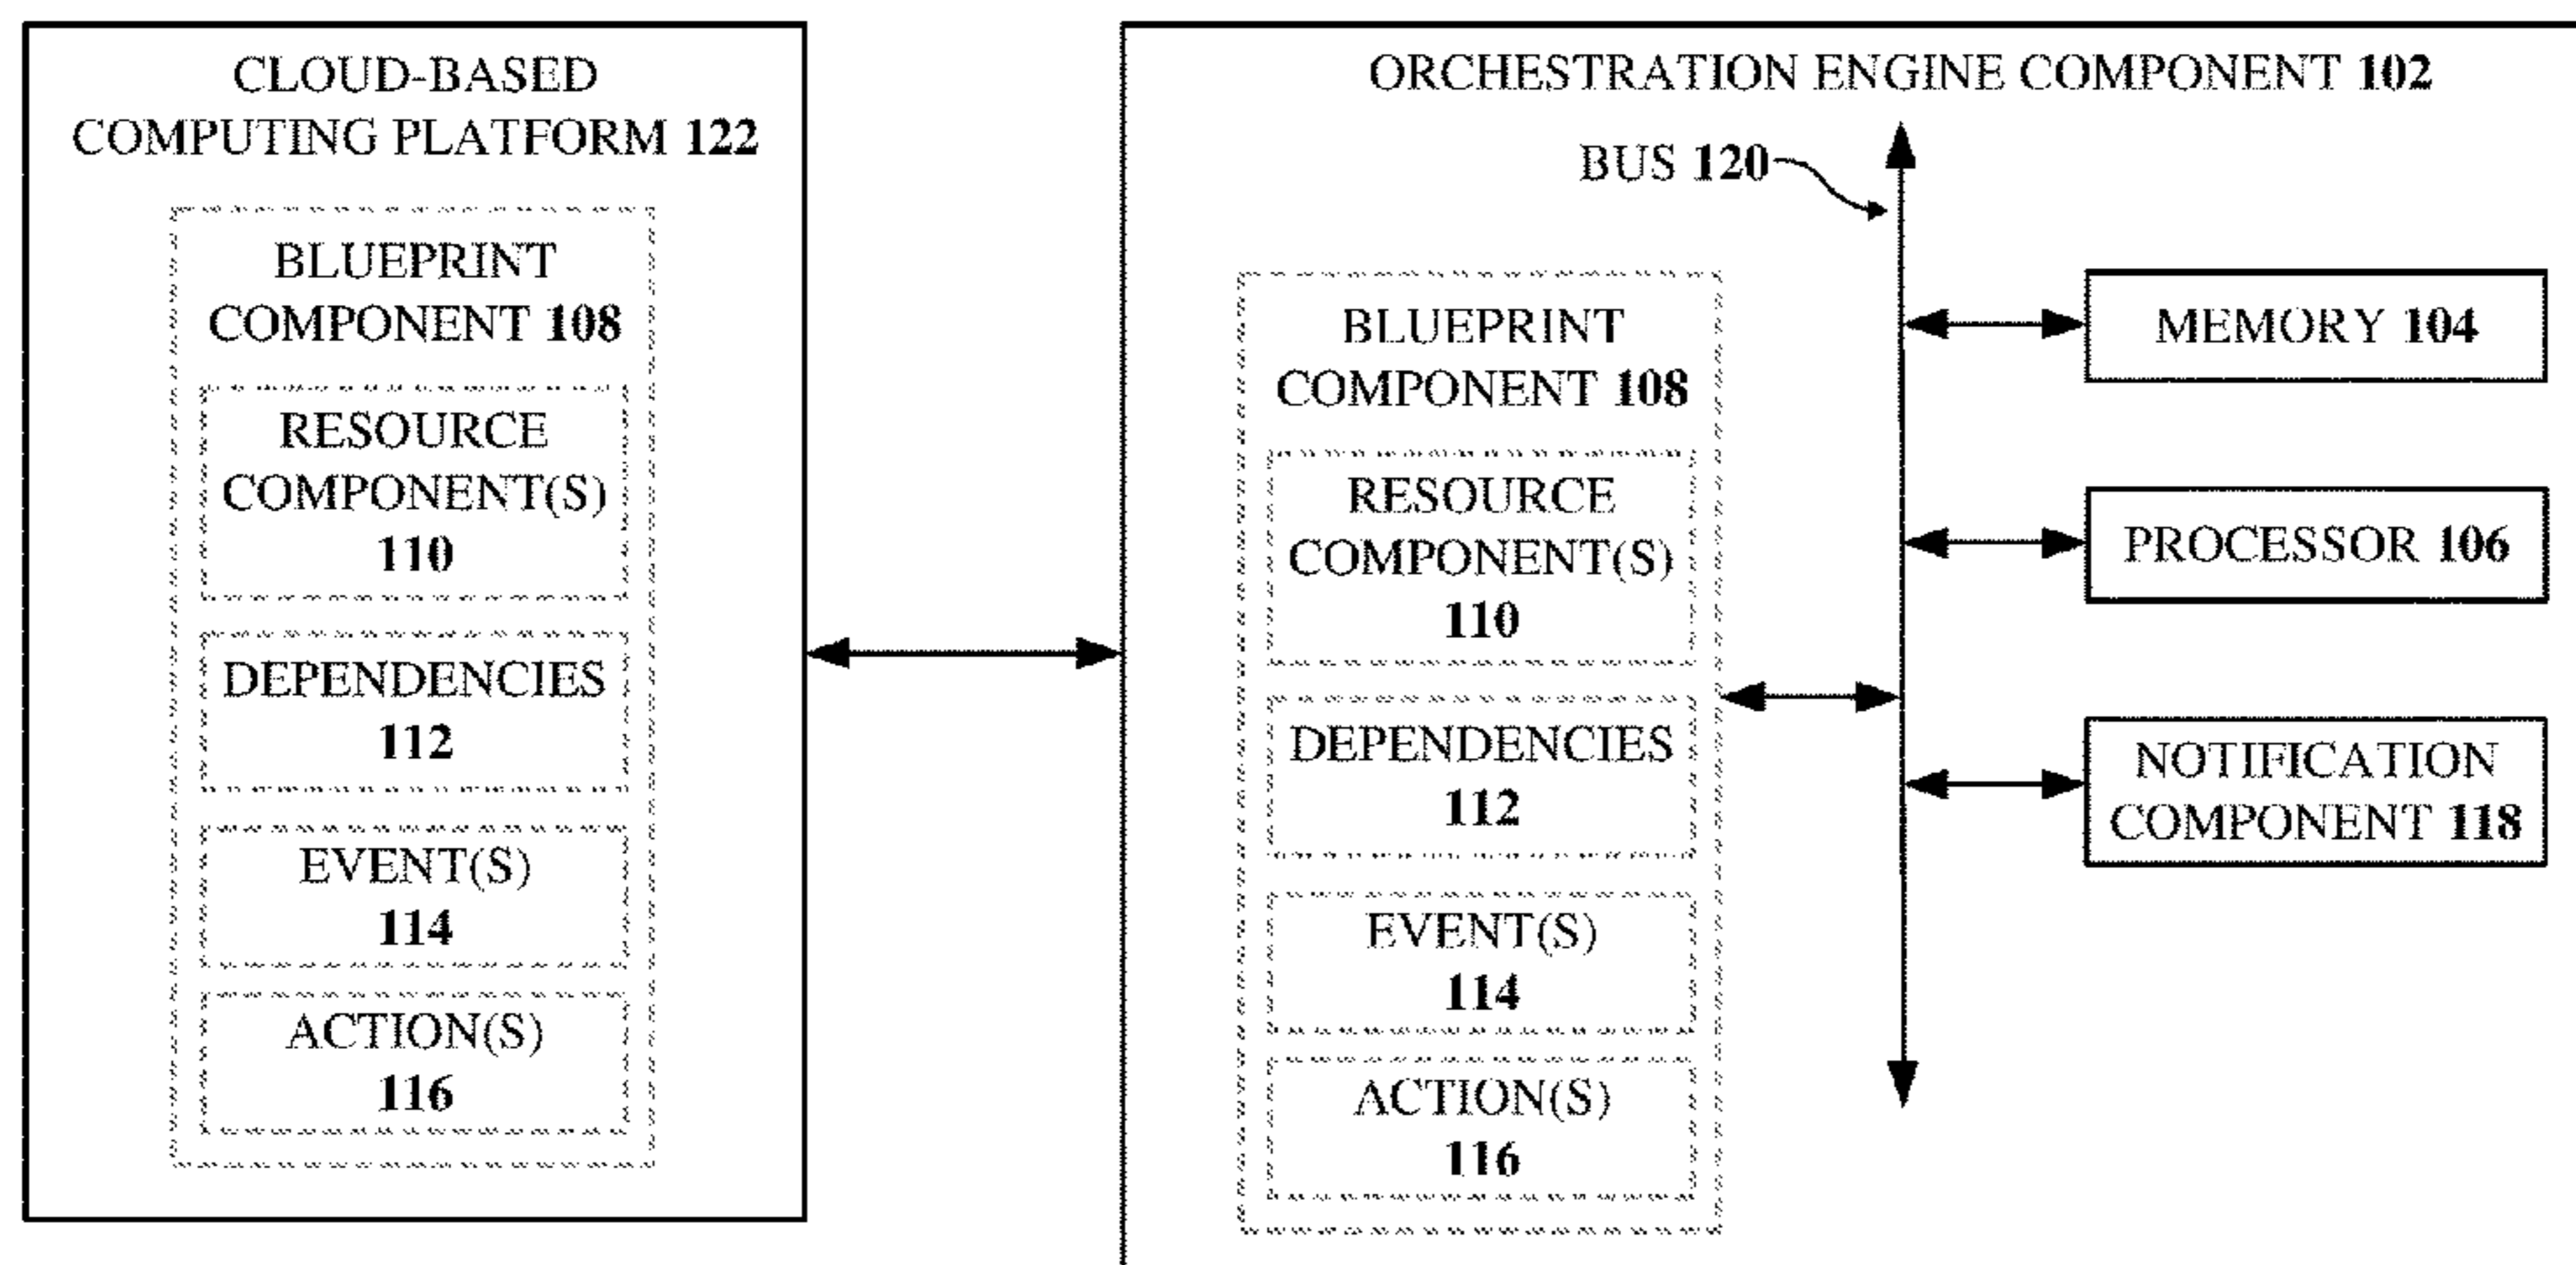 CLOUD-BASED
COMPUTING PLATFORM 122
BLUEPRINT
COMPONENT 108
RESOURCE
COMPONENT(S)
110
DEPENDENCIES
112
EVENT(S)
114
ACTION(S)
116
ORCHESTRATION ENGINE COMPONENT 102
BUS 120
BLUEPRINT
COMPONENT 108
RESOURCE
COMPONENT(S)
110
DEPENDENCIES
112
EVENT(S)
114
ACTION(S)
116
MEMORY 104
PROCESSOR 106
NOTIFICATION
COMPONENT 118